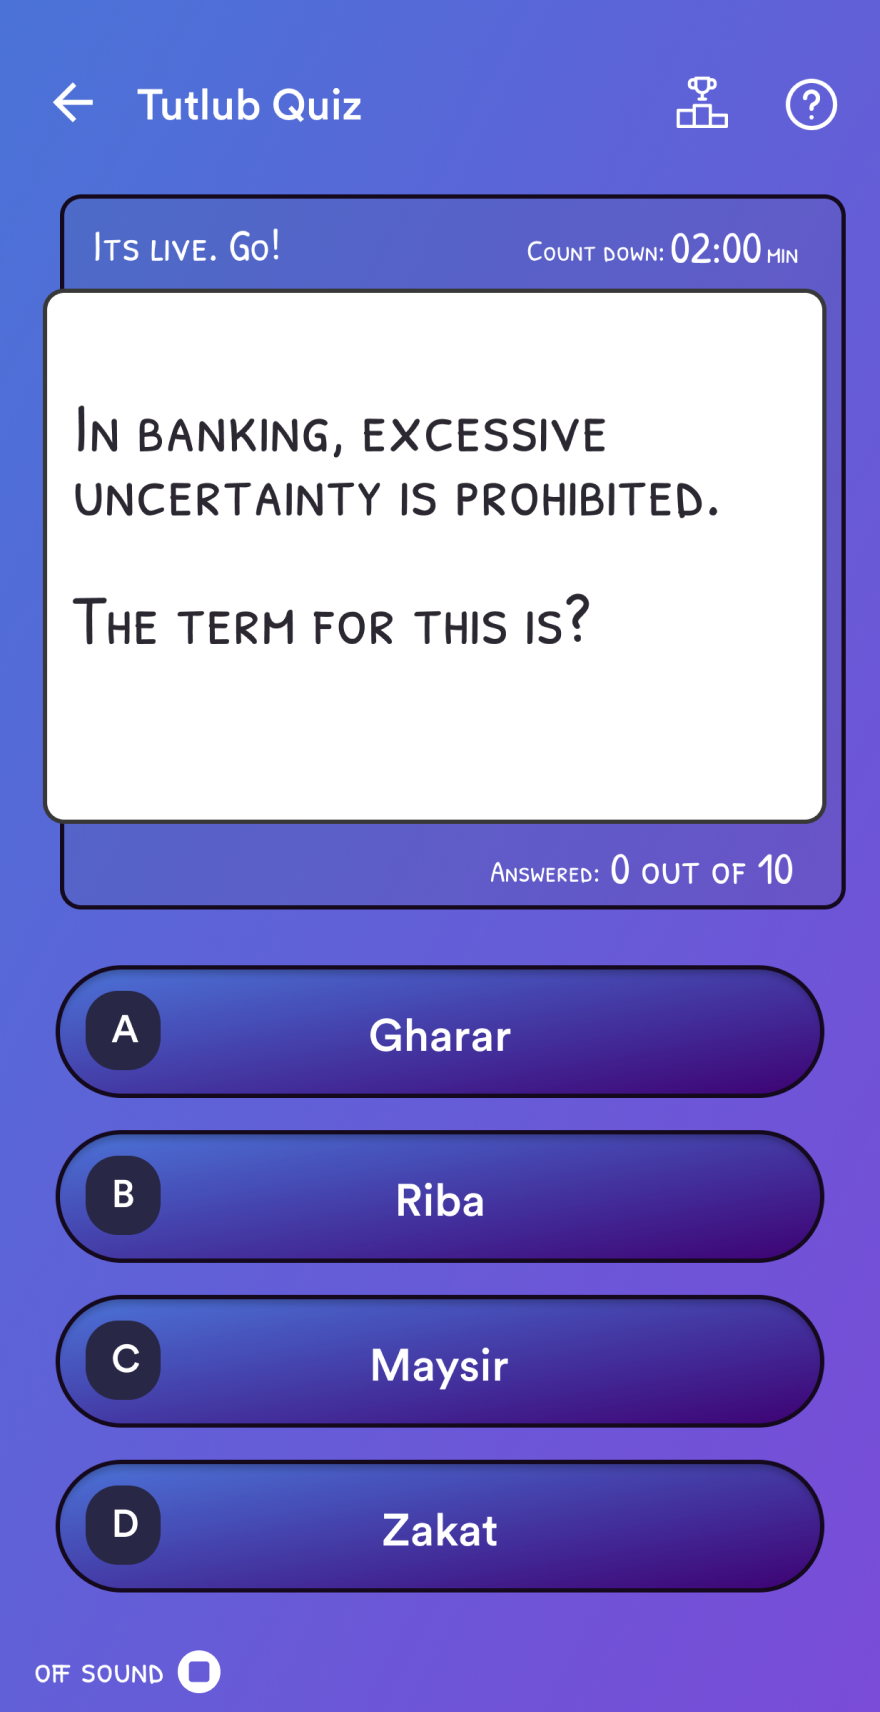 Tutlub Quiz
Its live. Go!
Count down: 02:00 min
In banking, excessive
uncertainty is prohibited.
The term for this is?
Answered: 0 out of 10
A Gharar
B Riba
C Maysir
D Zakat
off sound